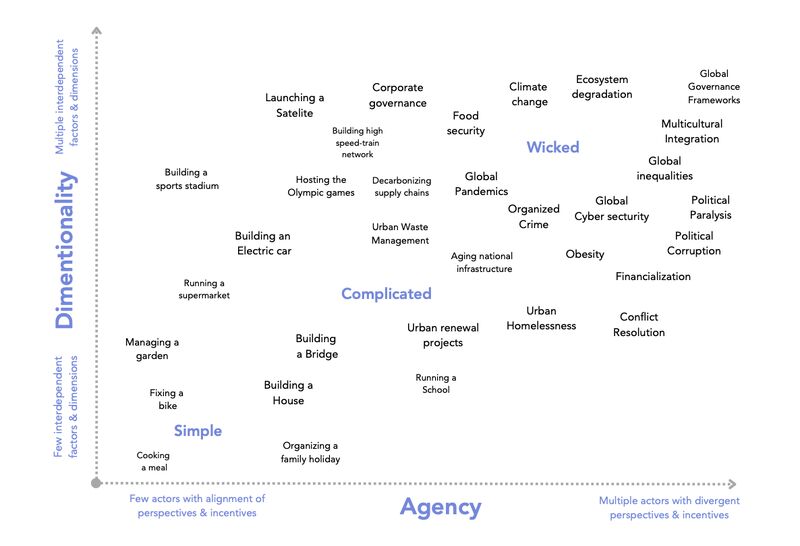 Multiple interdependent
factors & dimensions
Dimentionality
Few interdependent
factors & dimensions
Launching a
Satelite
Corporate
governance
Climate
change
Ecosystem
degradation
Global
Governance
Frameworks
Building high
speed-train
network
Food
security
Wicked
Multicultural
Integration
Building a
sports stadium
Hosting the
Olympic games
Decarbonizing
supply chains
Global
Pandemics
Global
inequalities
Organized
Crime
Global
Cyber security
Political
Paralysis
Building an
Electric car
Urban Waste
Management
Aging national
infrastructure
Obesity
Political
Corruption
Financialization
Running a
supermarket
Complicated
Urban
Homelessness
Conflict
Resolution
Managing a
garden
Building
a Bridge
Urban renewal
projects
Fixing a
bike
Building a
House
Running a
School
Simple
Cooking
a meal
Organizing a
family holiday
Few actors with alignment of
perspectives & incentives
Agency
Multiple actors with divergent
perspectives & incentives